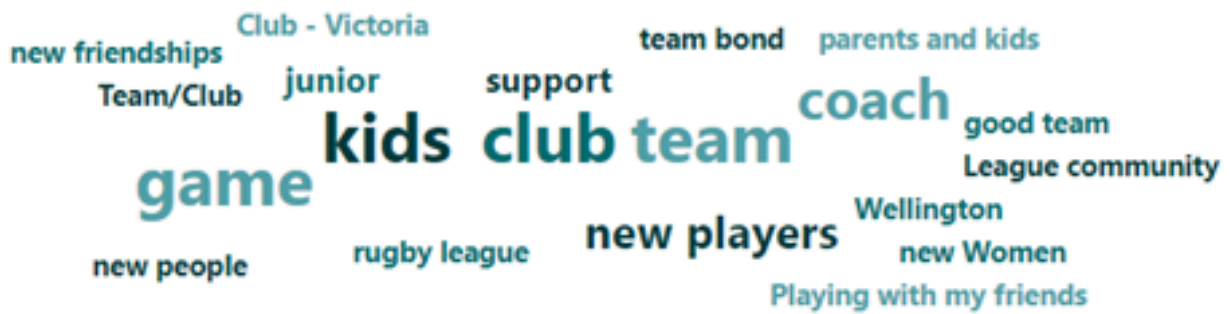 Club - Victoria
new friendships
team bond
parents and kids
Team/Club
junior
support
coach
kids
club
team
good team
League community
game
Wellington
new players
new people
rugby league
new Women
Playing with my friends